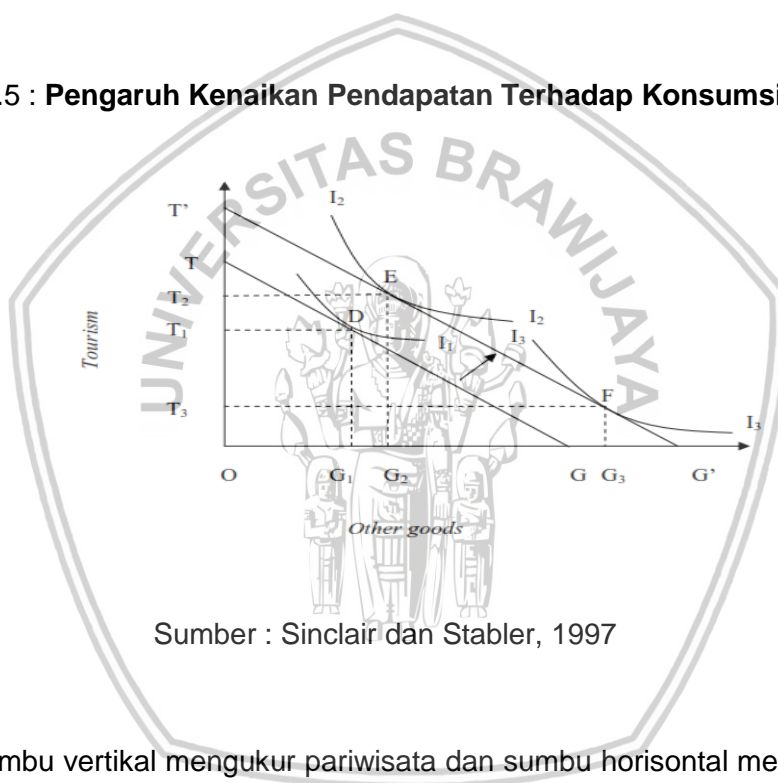 .5 : Pengaruh Kenaikan Pendapatan Terhadap Konsumsi
UNIVERSITAS BRAWIJAYA
I₂
T'
T
E
T₂
D
I₂
T₁
I₁
I₃
Tourism
F
T₃
I₃
O
G₁
G₂
G
G₃
G'
Other goods
Sumber : Sinclair dan Stabler, 1997
mbu vertikal mengukur pariwisata dan sumbu horisontal me